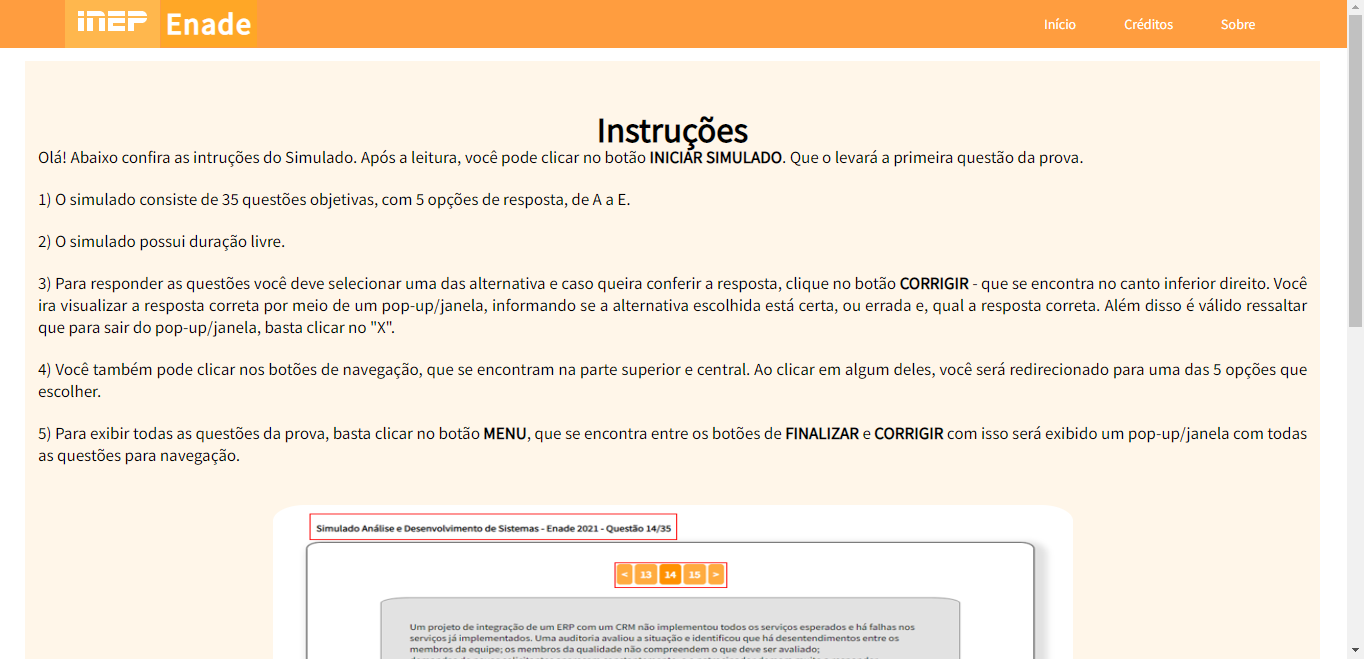 inep Enade Início Créditos Sobre
Instruções
Olá! Abaixo confira as intruções do Simulado. Após a leitura, você pode clicar no botão INICIAR SIMULADO. Que o levará a primeira questão da prova.
1) O simulado consiste de 35 questões objetivas, com 5 opções de resposta, de A a E.
2) O simulado possui duração livre.
3) Para responder as questões você deve selecionar uma das alternativa e caso queira conferir a resposta, clique no botão CORRIGIR - que se encontra no canto inferior direito. Você
ira visualizar a resposta correta por meio de um pop-up/janela, informando se a alternativa escolhida está certa, ou errada e, qual a resposta correta. Além disso é válido ressaltar
que para sair do pop-up/janela, basta clicar no "X".
4) Você também pode clicar nos botões de navegação, que se encontram na parte superior e central. Ao clicar em algum deles, você será redirecionado para uma das 5 opções que
escolher.
5) Para exibir todas as questões da prova, basta clicar no botão MENU, que se encontra entre os botões de FINALIZAR e CORRIGIR com isso será exibido um pop-up/janela com todas
as questões para navegação.
Simulado Análise e Desenvolvimento de Sistemas - Enade 2021 - Questão 14/35
< 13 14 15 >
Um projeto de integração de um ERP com um CRM não implementou todos os serviços esperados e há falhas nos
serviços já implementados. Uma auditoria avaliou a situação e identificou que há desentendimentos entre os
membros da equipe; os membros da qualidade não compreendem o que deve ser avaliado;